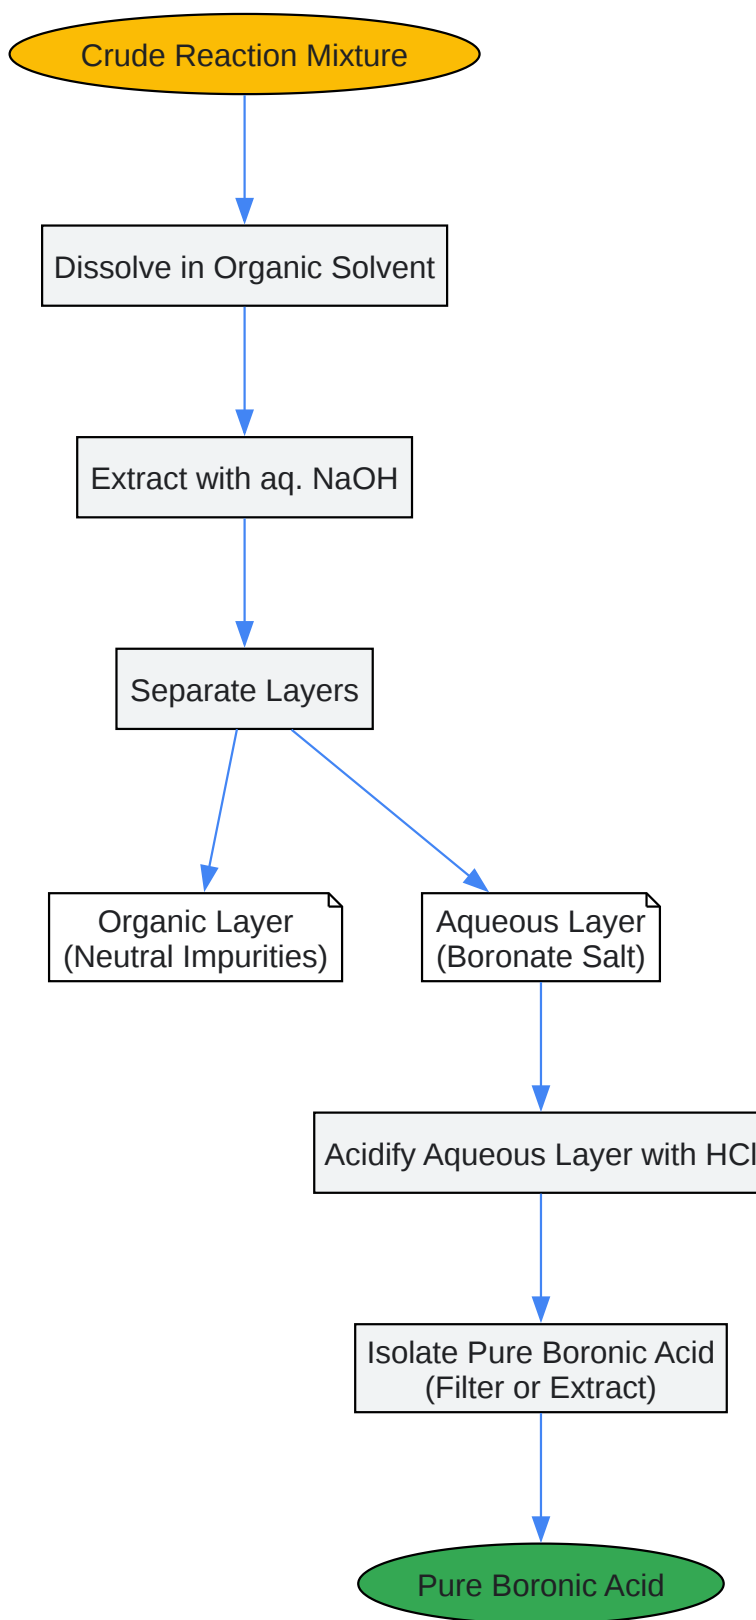 Crude Reaction Mixture
Dissolve in Organic Solvent
Extract with aq. NaOH
Separate Layers
Organic Layer
(Neutral Impurities)
Aqueous Layer
(Boronate Salt)
Acidify Aqueous Layer with HCl
Isolate Pure Boronic Acid
(Filter or Extract)
Pure Boronic Acid